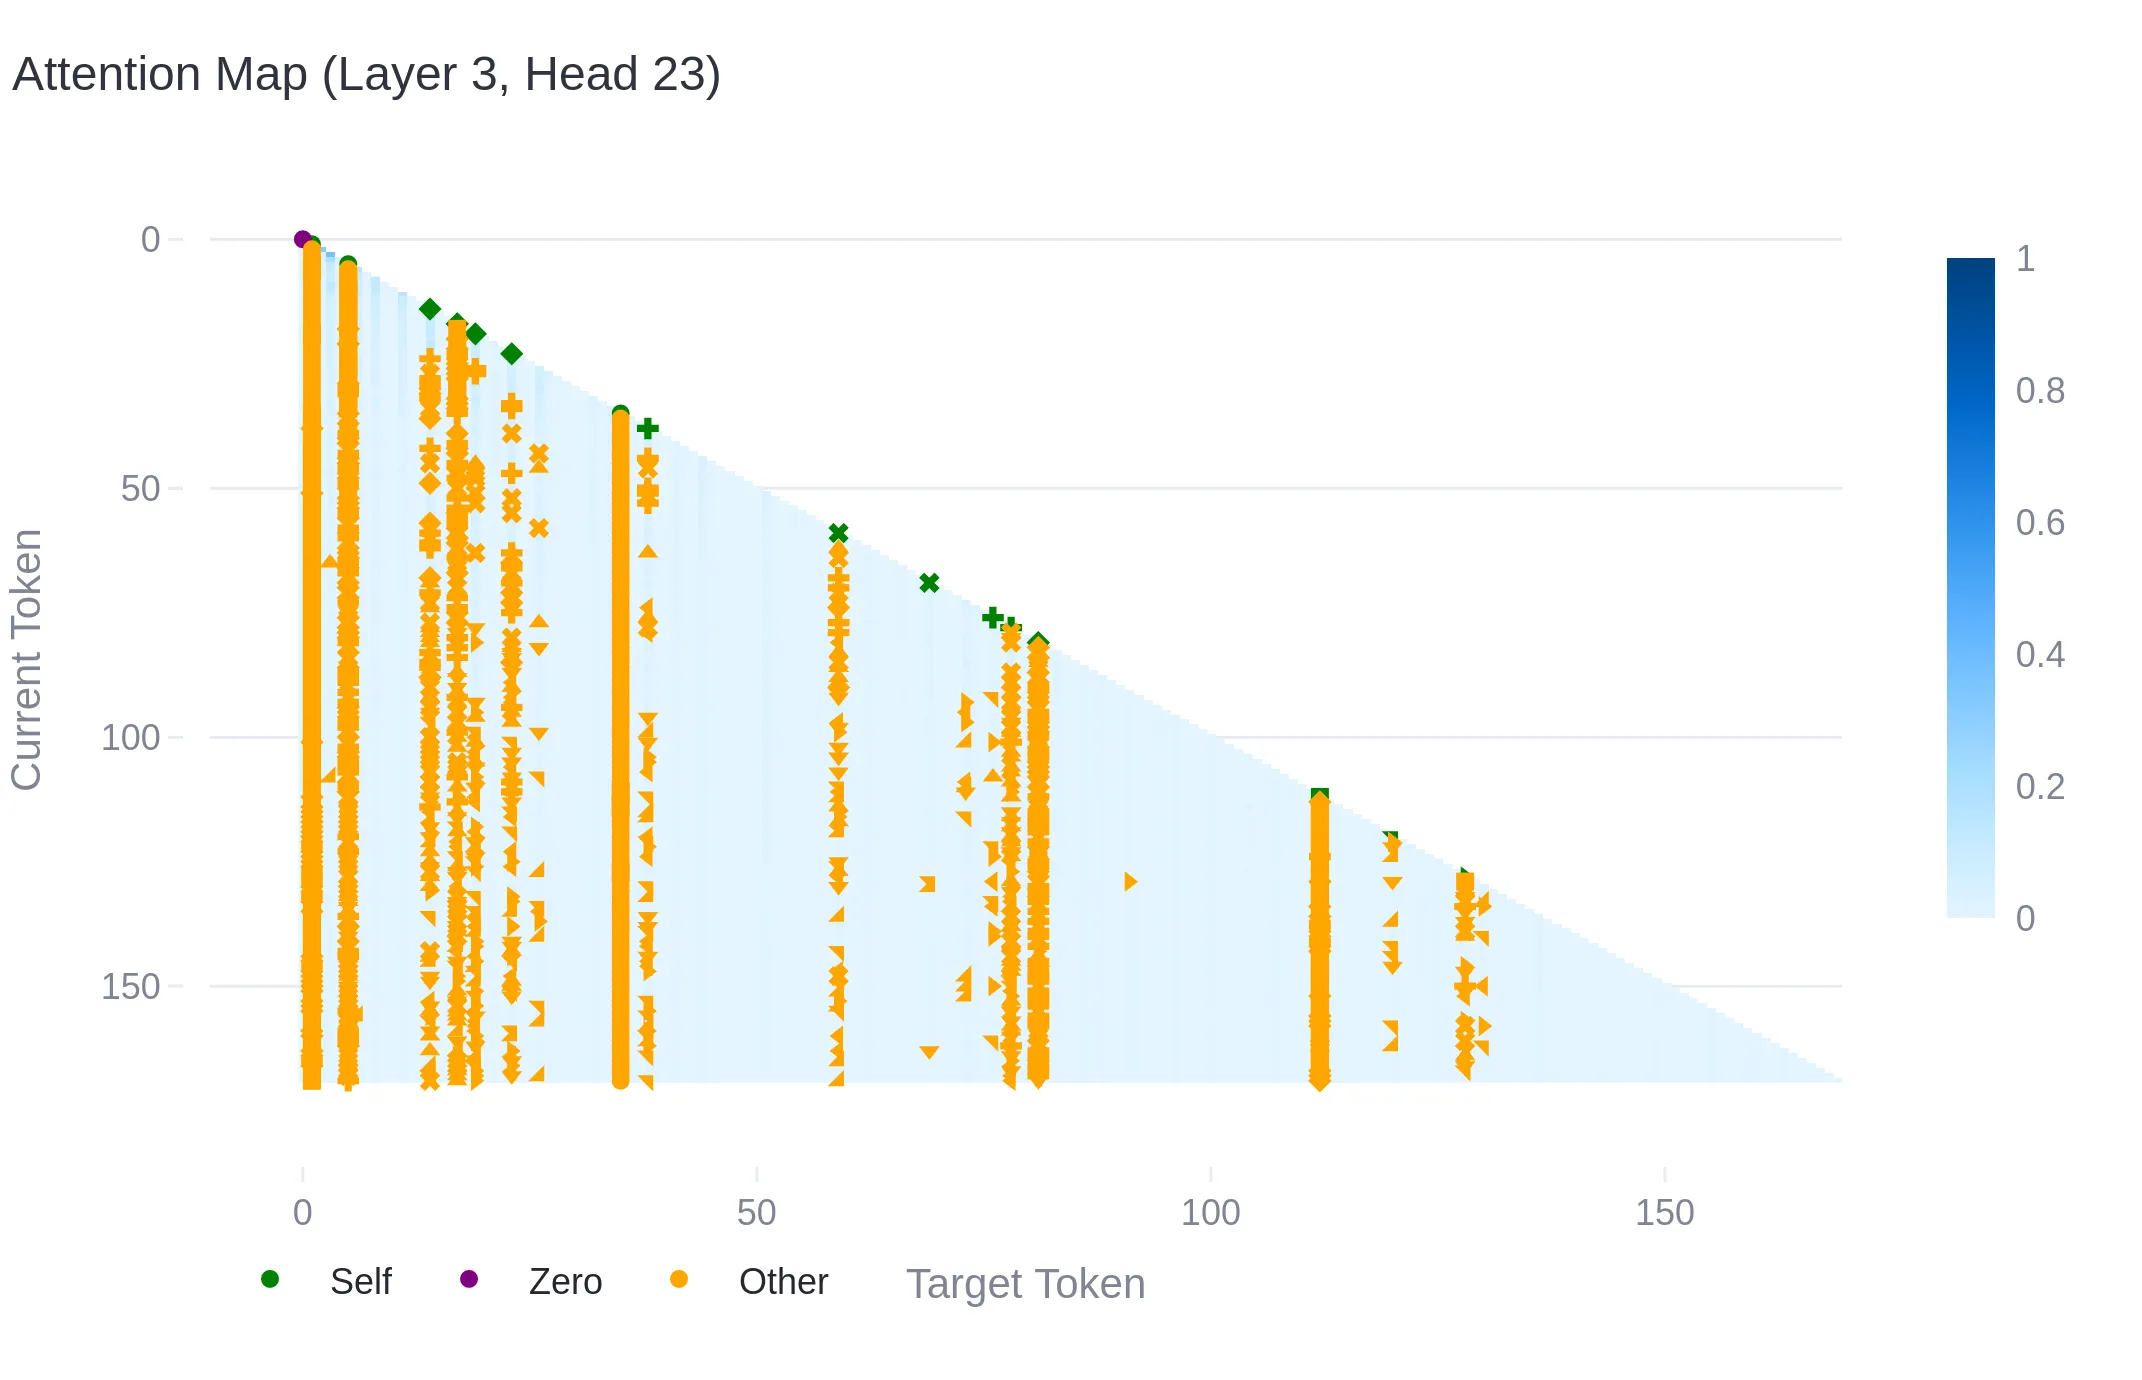 Attention Map (Layer 3, Head 23)
Current Token
0
50
100
150
0
50
100
150
Target Token
Self
Zero
Other
1
0.8
0.6
0.4
0.2
0